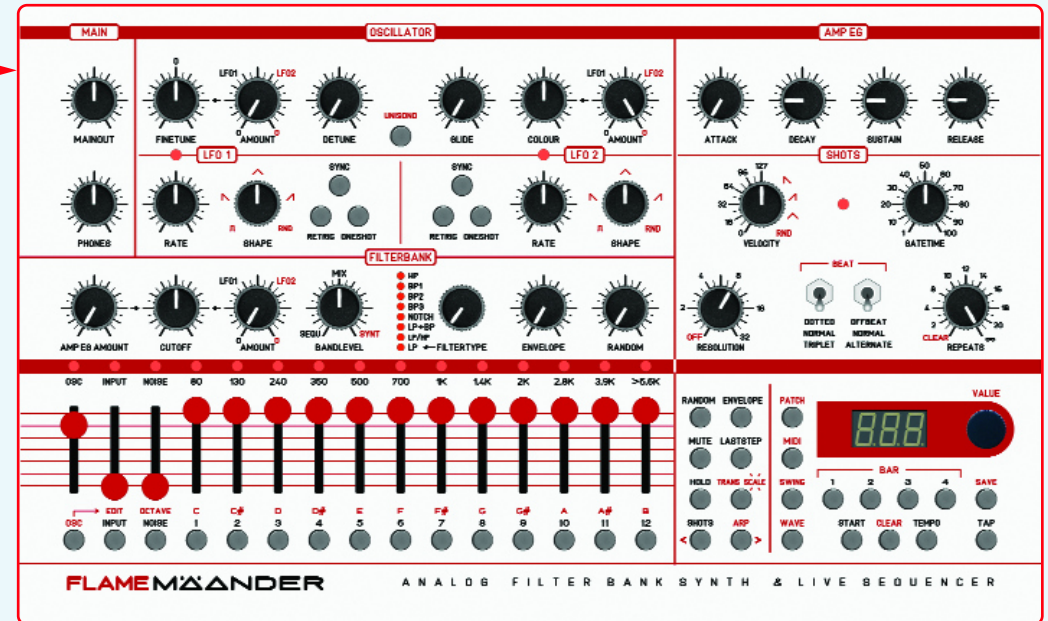 MAIN OSCILLATOR AMP EG
0 LFO1 LFO2 LFO1 LFO2
UNISONO
MAINOUT FINETUNE 0 AMOUNT 0 DETUNE GLIDE COLOUR 0 AMOUNT 0 ATTACK DECAY SUSTAIN RELEASE
LFO 1 LFO 2 SHOTS
SYNC SYNC
0 16 32 64 96 127 RND
1 10 20 30 40 50 60 70 80 90 100
RETRIG ONESHOT RETRIG ONESHOT
PHONES RATE SHAPE RND RATE SHAPE RND VELOCITY GATETIME
FILTERBANK
LFO1 LFO2 MIX HP
BP1
BP2
BP3
NOTCH
LP+BP
LP/HP
LP
SEQU SYNT
AMP EG AMOUNT CUTOFF 0 AMOUNT 0 BANDLEVEL FILTERTYPE ENVELOPE RANDOM
BEAT
OFF 2 4 8 16 32
DOTTED OFFBEAT
NORMAL NORMAL
TRIPLET ALTERNATE
CLEAR 2 4 8 10 12 14 16 18 20 ∞
RESOLUTION REPEATS
OSC INPUT NOISE 80 130 240 350 500 700 1K 1.4K 2K 2.8K 3.9K >5.6K
RANDOM ENVELOPE PATCH VALUE
MUTE LASTSTEP MIDI 888
BAR
HOLD TRANS SCALE SWING 1 2 3 4 SAVE
EDIT OCTAVE C C# D D# E F F# G G# A A# B
OSC INPUT NOISE 1 2 3 4 5 6 7 8 9 10 11 12
SHOTS ARP WAVE START CLEAR TEMPO TAP
< >
FLAME MÄÄNDER ANALOG FILTER BANK SYNTH & LIVE SEQUENCER